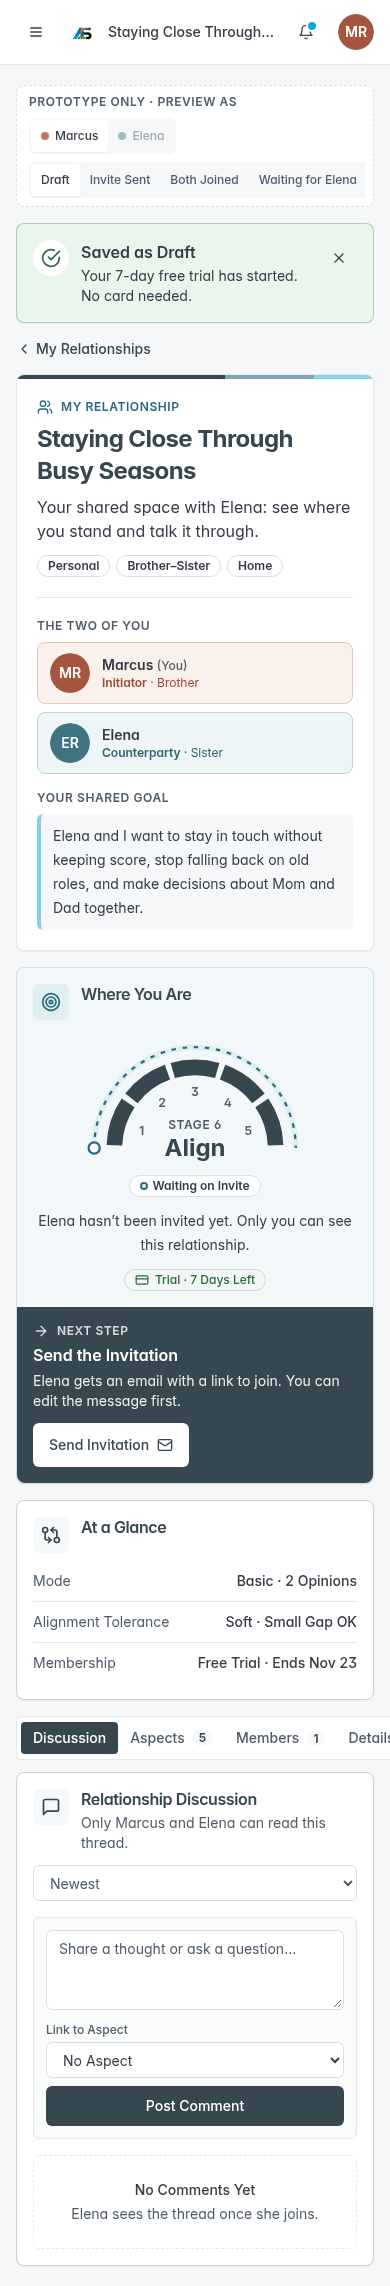 Staying Close Through...
MR
PROTOTYPE ONLY · PREVIEW AS
Marcus
Elena
Draft
Invite Sent
Both Joined
Waiting for Elena
Saved as Draft
Your 7-day free trial has started.
No card needed.
My Relationships
MY RELATIONSHIP
Staying Close Through
Busy Seasons
Your shared space with Elena: see where
you stand and talk it through.
Personal
Brother–Sister
Home
THE TWO OF YOU
MR
Marcus (You)
Initiator · Brother
ER
Elena
Counterparty · Sister
YOUR SHARED GOAL
Elena and I want to stay in touch without
keeping score, stop falling back on old
roles, and make decisions about Mom and
Dad together.
Where You Are
1
2
3
4
5
STAGE 6
Align
Waiting on Invite
Elena hasn’t been invited yet. Only you can see
this relationship.
Trial · 7 Days Left
NEXT STEP
Send the Invitation
Elena gets an email with a link to join. You can
edit the message first.
Send Invitation
At a Glance
Mode
Basic · 2 Opinions
Alignment Tolerance
Soft · Small Gap OK
Membership
Free Trial · Ends Nov 23
Discussion
Aspects 5
Members 1
Details
Relationship Discussion
Only Marcus and Elena can read this
thread.
Newest
Share a thought or ask a question...
Link to Aspect
No Aspect
Post Comment
No Comments Yet
Elena sees the thread once she joins.